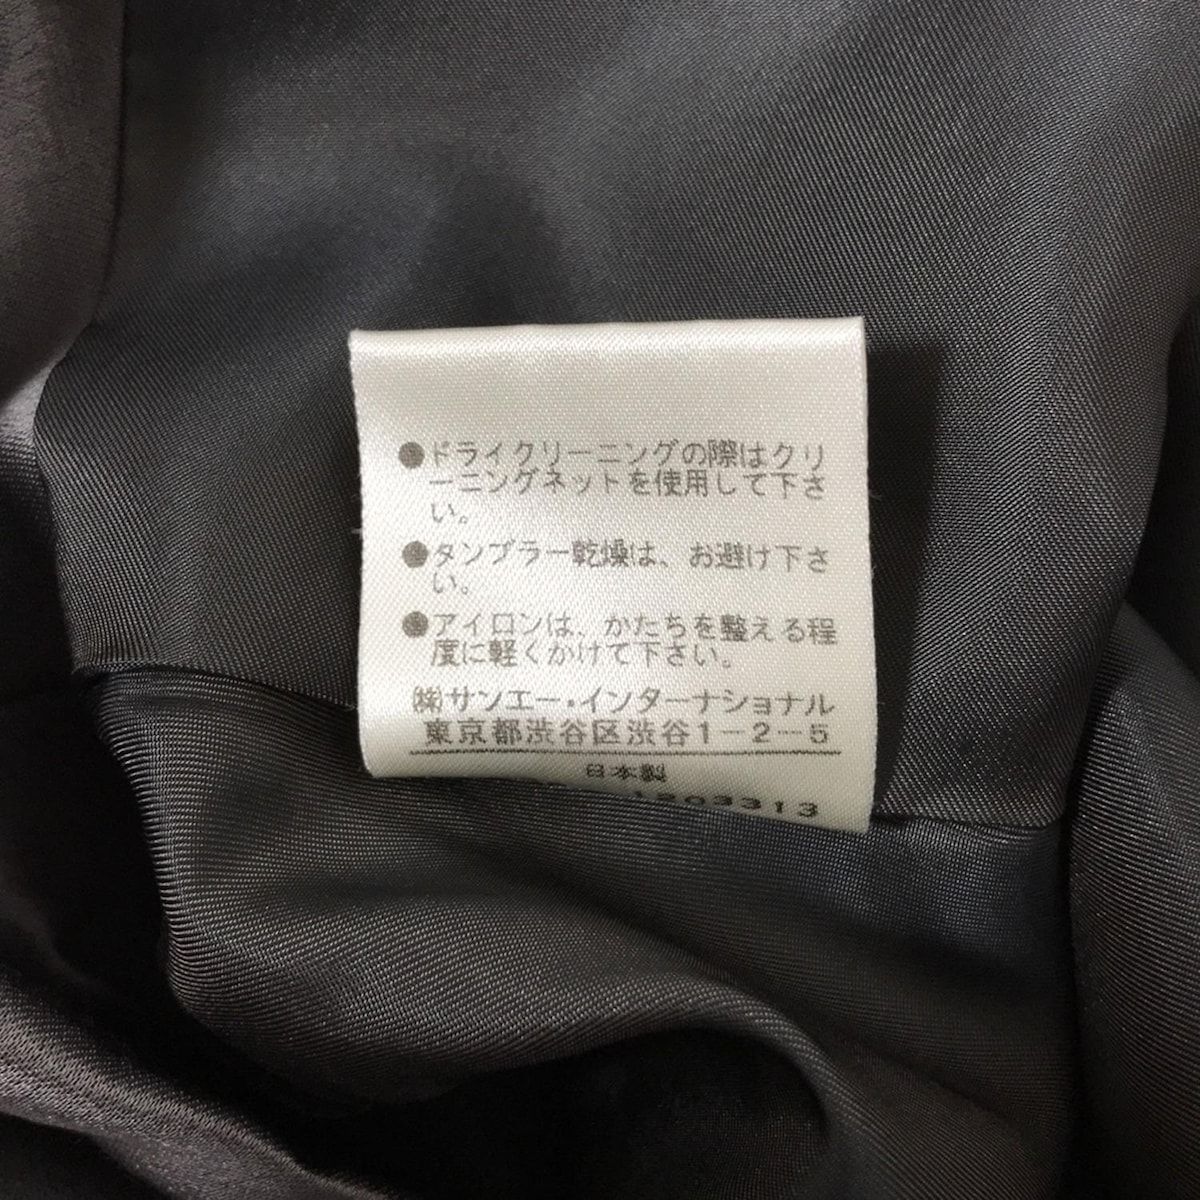 ●ドライクリーニングの際はクリ
ーニングネットを使用して下さ
い。
●タンブラー乾燥は、お避け下さ
い。
●アイロンは、かたちを整える程
度に軽くかけて下さい。
㈱サンエー・インターナショナル
東京都渋谷区渋谷1-2-5
日本製
1203313